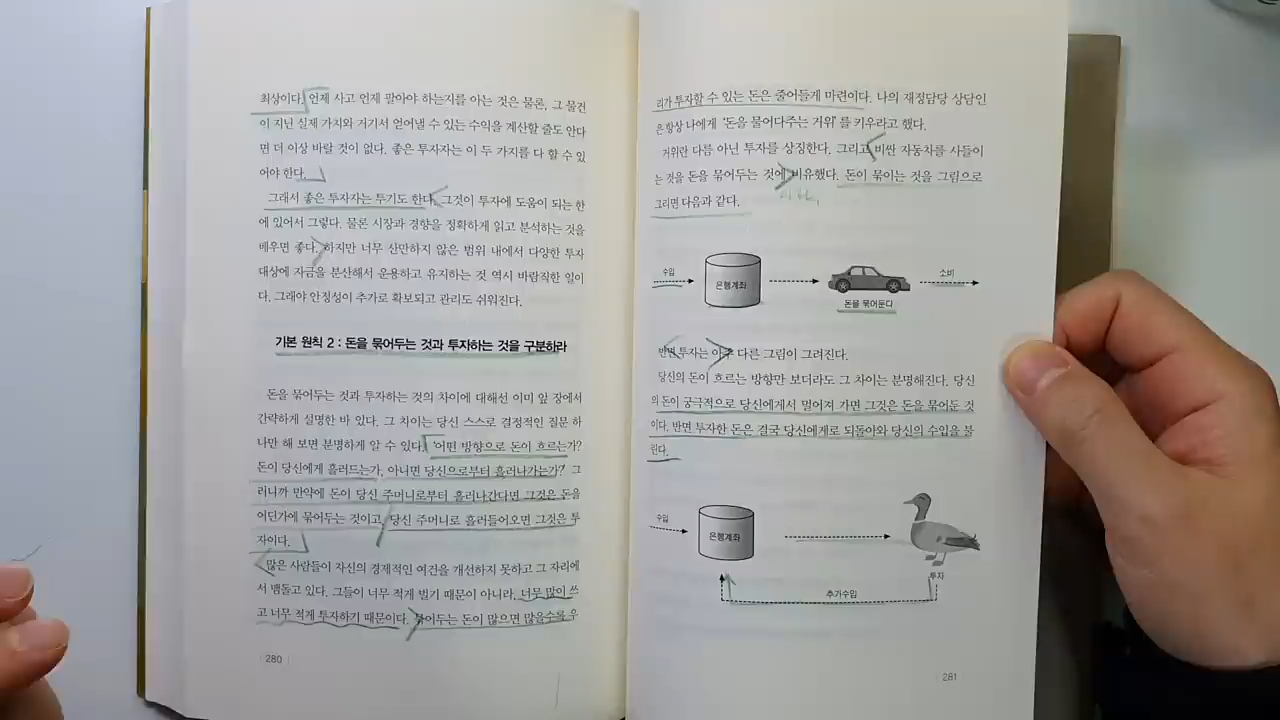 최상이다. 언제 사고 언제 팔아야 하는지를 아는 것은 물론, 그 물건
이 지닌 실제 가치와 거기서 얻어낼 수 있는 수익을 계산할 줄도 안다
면 더 이상 바랄 것이 없다. 좋은 투자자는 이 두 가지를 다 할 수 있
어야 한다.
그래서 좋은 투자자는 투기도 한다. 그것이 투자에 도움이 되는 한
에 있어서 그렇다. 물론 시장과 경향을 정확하게 읽고 분석하는 것을
배우면 좋다. 하지만 너무 산만하지 않은 범위 내에서 다양한 투자
대상에 자금을 분산해서 운용하고 유지하는 것 역시 바람직한 일이
다. 그래야 안정성이 추가로 확보되고 관리도 쉬워진다.
기본 원칙 2 : 돈을 묶어두는 것과 투자하는 것을 구분하라
돈을 묶어두는 것과 투자하는 것의 차이에 대해선 이미 앞 장에서
간략하게 설명한 바 있다. 그 차이는 당신 스스로 결정적인 질문 하
나만 해 보면 분명하게 알 수 있다. '어떤 방향으로 돈이 흐르는가?
돈이 당신에게 흘러드는가, 아니면 당신으로부터 흘러나가는가?' 그
러니까 만약에 돈이 당신 주머니로부터 흘러나간다면 그것은 돈을
어딘가에 묶어두는 것이고, 당신 주머니로 흘러들어오면 그것은 투
자이다.
많은 사람들이 자신의 경제적인 여건을 개선하지 못하고 그 자리에
서 맴돌고 있다. 그들이 너무 적게 벌기 때문이 아니라, 너무 많이 쓰
고 너무 적게 투자하기 때문이다. 묶어두는 돈이 많으면 많을수록 우
280
리가 투자할 수 있는 돈은 줄어들게 마련이다. 나의 재정담당 상담인
은 항상 나에게 '돈을 물어다주는 거위'를 키우라고 했다.
거위란 다름 아닌 투자를 상징한다. 그리고 비싼 자동차를 사들이
는 것을 돈을 묶어두는 것에 비유했다. 돈이 묶이는 것을 그림으로
그리면 다음과 같다.
수입
은행계좌
소비
돈을 묶어둔다
반면 투자는 아주 다른 그림이 그려진다.
당신의 돈이 흐르는 방향만 보더라도 그 차이는 분명해진다. 당신
의 돈이 궁극적으로 당신에게서 멀어져 가면 그것은 돈을 묶어둔 것
이다. 반면 투자한 돈은 결국 당신에게로 되돌아와 당신의 수입을 불
린다.
수입
은행계좌
투자
추가수입
281